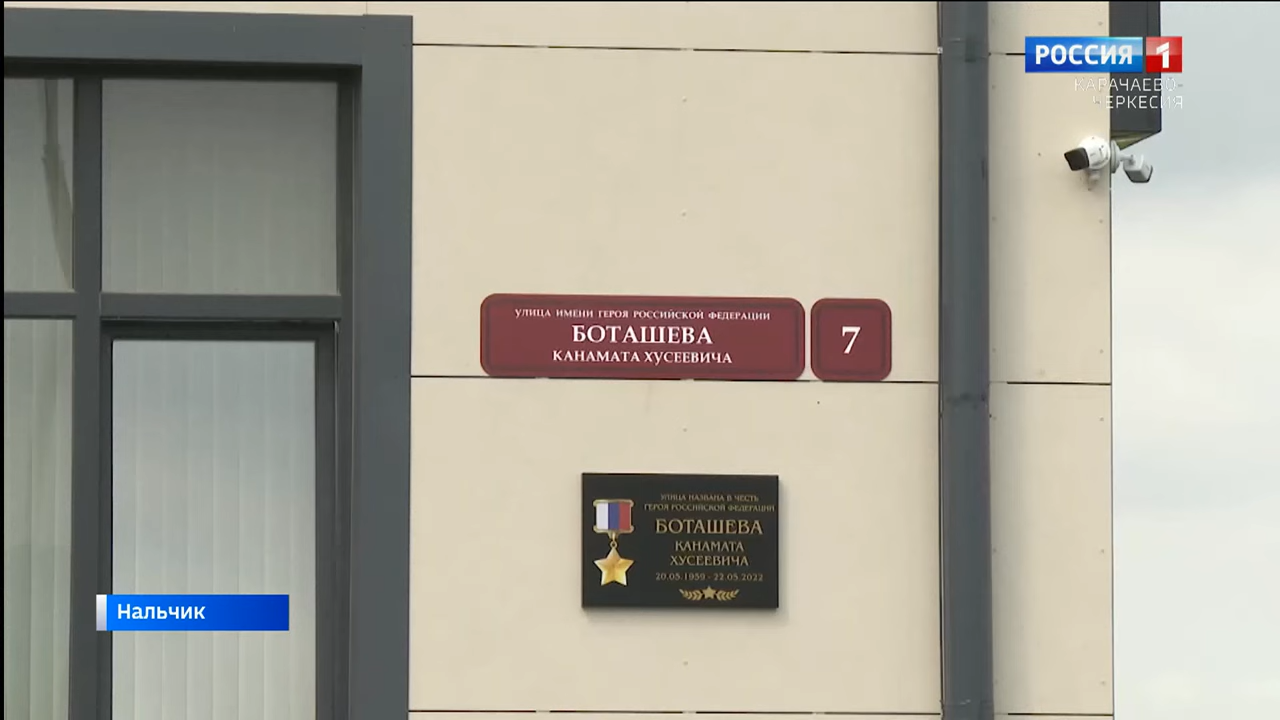 РОССИЯ 1
КАРАЧАЕВО-
ЧЕРКЕСИЯ
УЛИЦА ИМЕНИ ГЕРОЯ РОССИЙСКОЙ ФЕДЕРАЦИИ
БОТАШЕВА
КАНАМАТА ХУСЕЕВИЧА
7
УЛИЦА НАЗВАНА В ЧЕСТЬ
ГЕРОЯ РОССИЙСКОЙ ФЕДЕРАЦИИ
БОТАШЕВА
КАНАМАТА
ХУСЕЕВИЧА
20.05.1959 - 22.05.2022
Нальчик